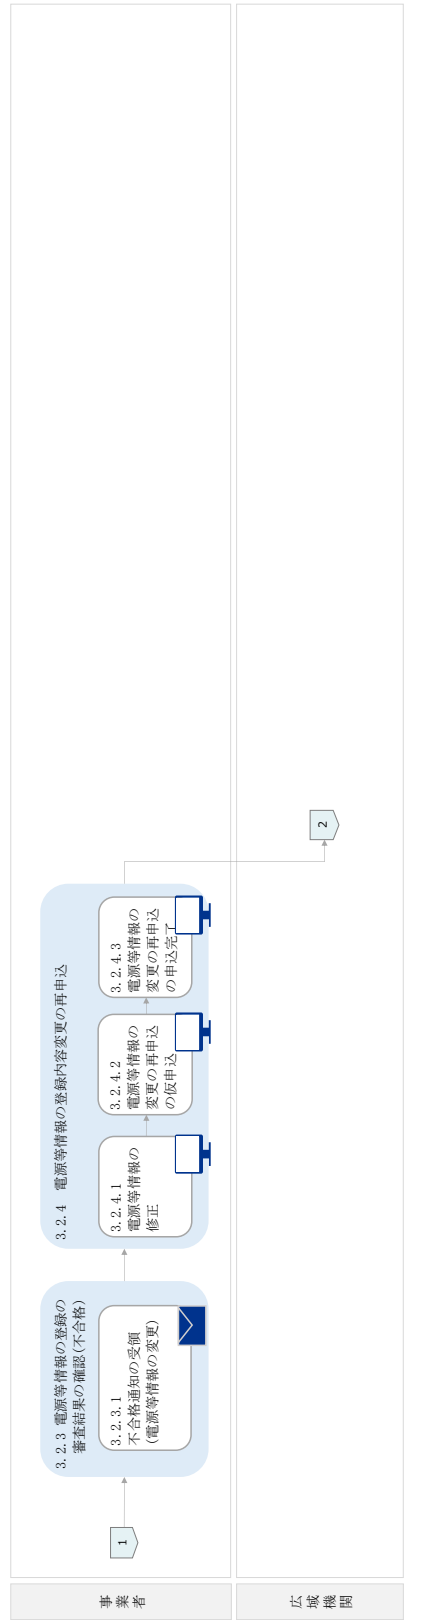 事業者
広域機関
1
3.2.3 電源等情報の登録の
審査結果の確認(不合格)
3.2.3.1
不合格通知の受領
(電源等情報の変更)
3.2.4 電源等情報の登録内容変更の再申込
3.2.4.1
電源等情報の
修正
3.2.4.2
電源等情報の
変更の再申込
の仮申込
3.2.4.3
電源等情報の
変更の再申込
の申込完了
2